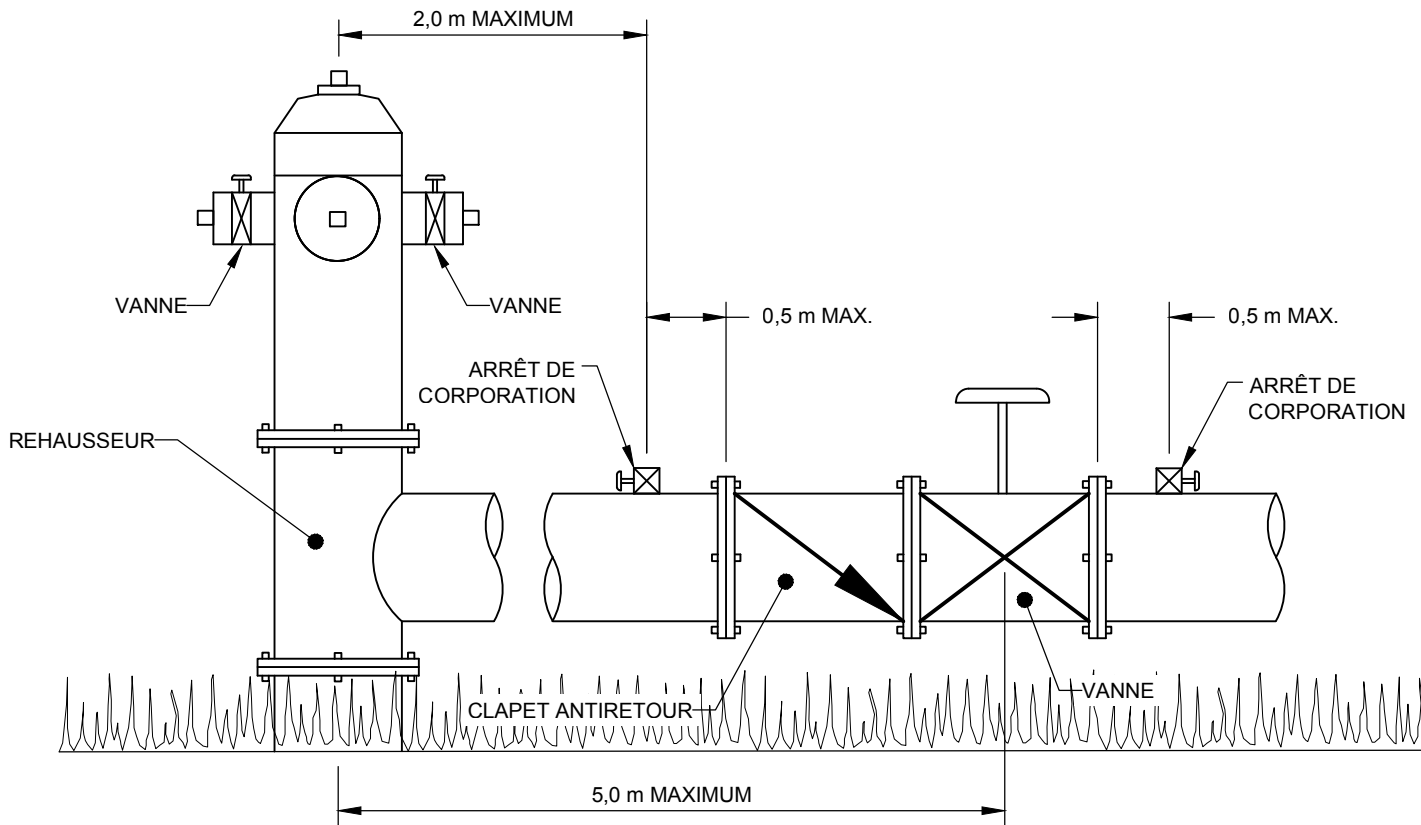 2,0 m MAXIMUM
VANNE
VANNE
0,5 m MAX.
0,5 m MAX.
ARRÊT DE
CORPORATION
ARRÊT DE
CORPORATION
REHAUSSEUR
CLAPET ANTIRETOUR
VANNE
5,0 m MAXIMUM